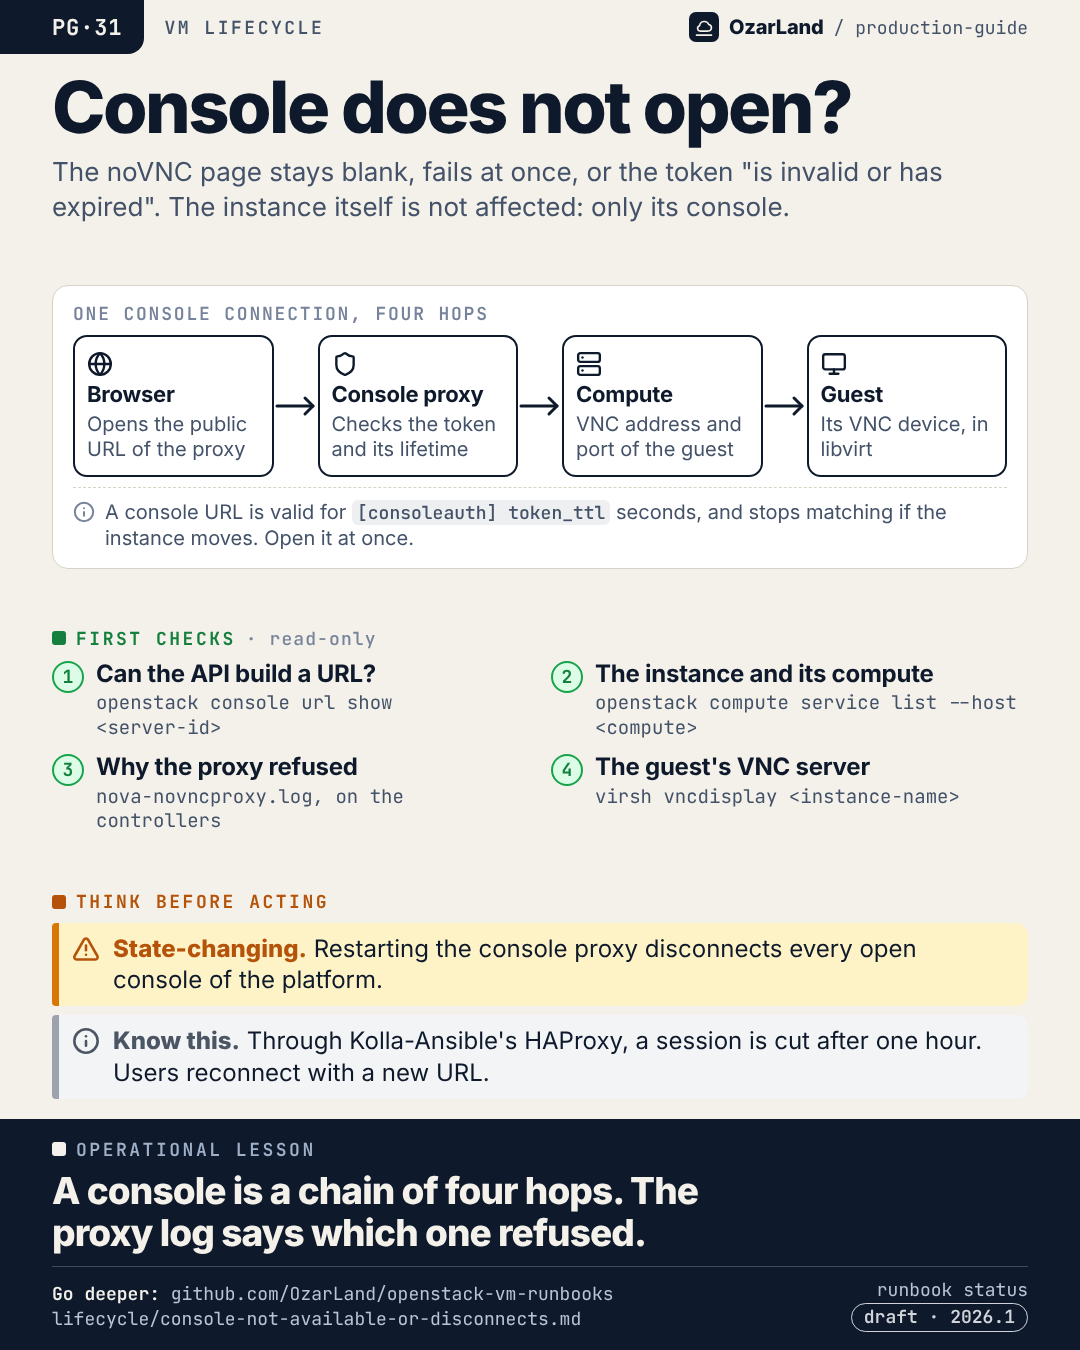 PG·31
VM LIFECYCLE
OzarLand / production-guide
Console does not open?
The noVNC page stays blank, fails at once, or the token "is invalid or has
expired". The instance itself is not affected: only its console.
ONE CONSOLE CONNECTION, FOUR HOPS
Browser
Opens the public
URL of the proxy
Console proxy
Checks the token
and its lifetime
Compute
VNC address and
port of the guest
Guest
Its VNC device, in
libvirt
A console URL is valid for [consoleauth] token_ttl seconds, and stops matching if the
instance moves. Open it at once.
FIRST CHECKS · read-only
1 Can the API build a URL?
openstack console url show
<server-id>
2 The instance and its compute
openstack compute service list --host
<compute>
3 Why the proxy refused
nova-novncproxy.log, on the
controllers
4 The guest's VNC server
virsh vncdisplay <instance-name>
THINK BEFORE ACTING
State-changing. Restarting the console proxy disconnects every open
console of the platform.
Know this. Through Kolla-Ansible's HAProxy, a session is cut after one hour.
Users reconnect with a new URL.
OPERATIONAL LESSON
A console is a chain of four hops. The
proxy log says which one refused.
Go deeper: github.com/OzarLand/openstack-vm-runbooks
lifecycle/console-not-available-or-disconnects.md
runbook status
draft · 2026.1